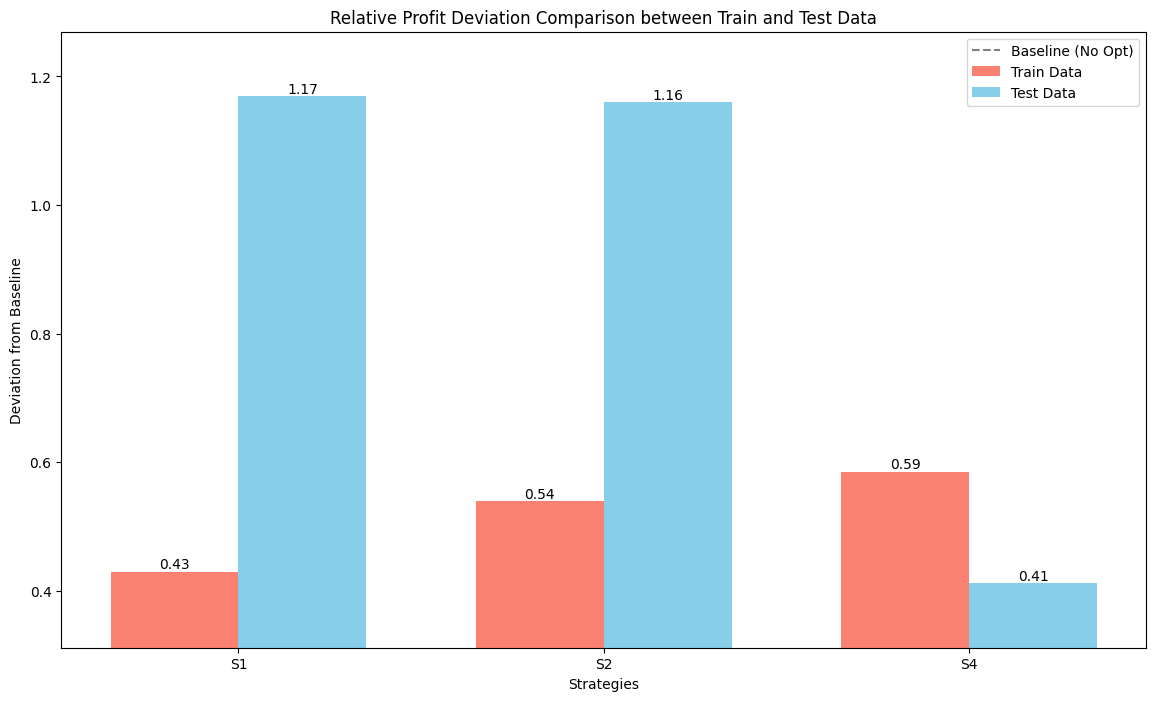 Relative Profit Deviation Comparison between Train and Test Data
Baseline (No Opt)
Train Data
Test Data
1.2
1.0
0.8
0.6
0.4
Deviation from Baseline
0.43
1.17
0.54
1.16
0.59
0.41
S1
S2
S4
Strategies